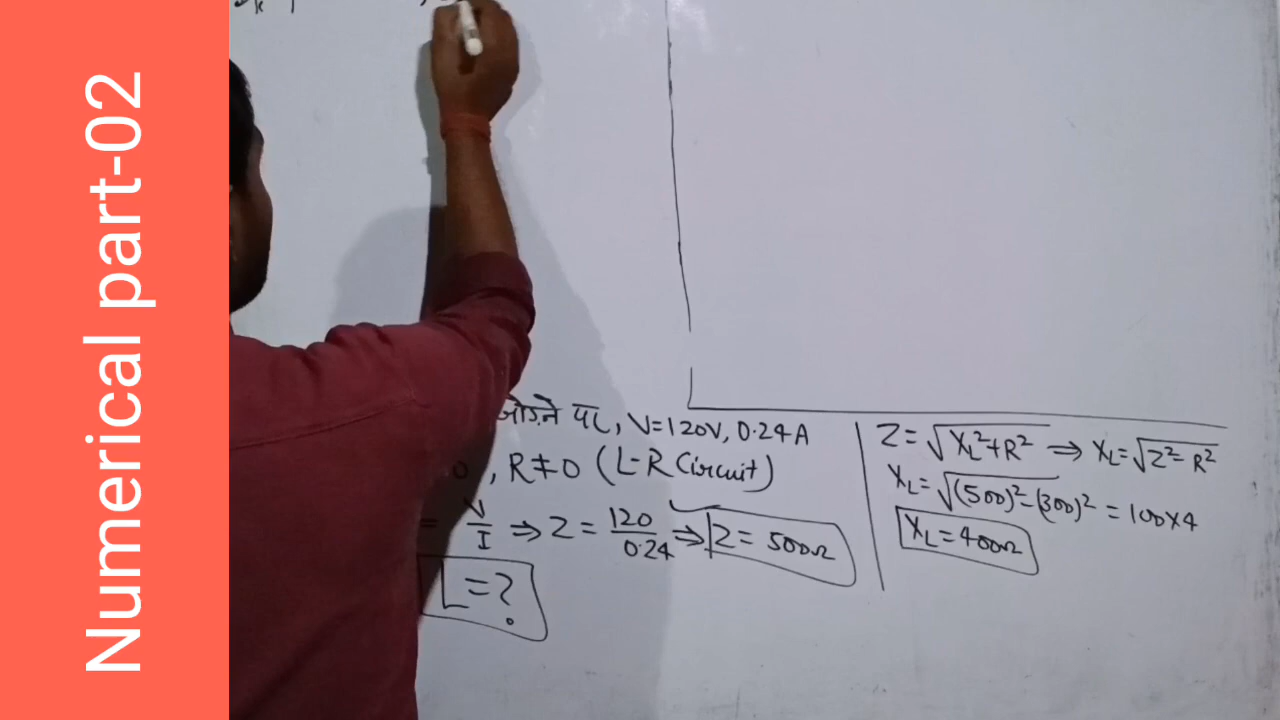 Numerical part-02
जोड़ने पर, V=120V, 0.24A
0, R≠0 (L-R Circuit)
= V/I ⇒ Z = 120/0.24 ⇒ Z = 500Ω
L=?
Z = √(X_L²+R²) ⇒ X_L = √(Z²-R²)
X_L = √((500)²-(300)²) = 100×4
X_L = 400Ω